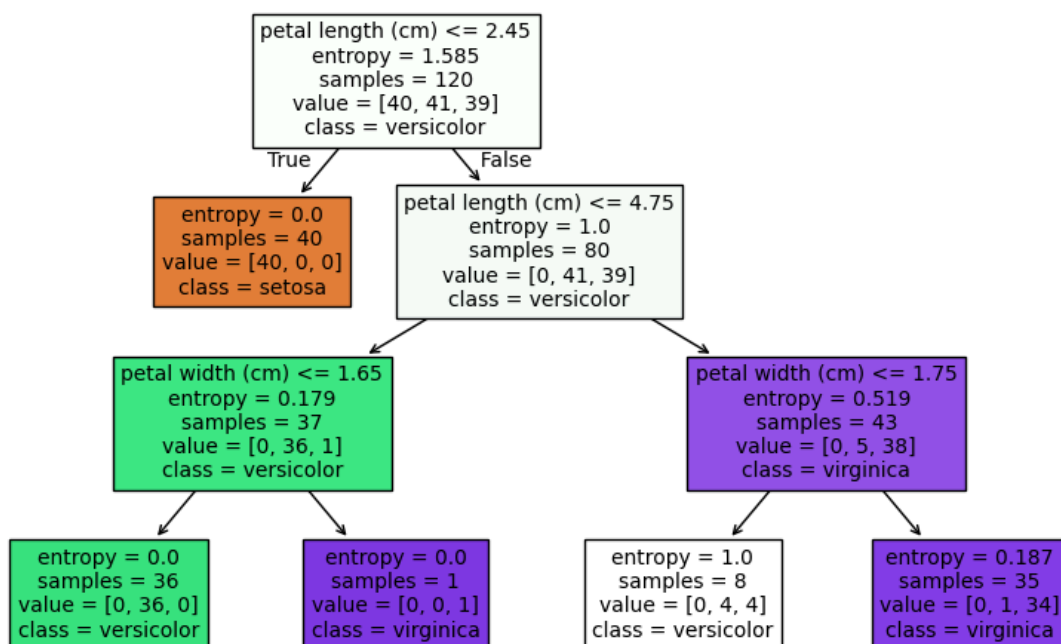 petal length (cm) <= 2.45
entropy = 1.585
samples = 120
value = [40, 41, 39]
class = versicolor
True
False
entropy = 0.0
samples = 40
value = [40, 0, 0]
class = setosa
petal length (cm) <= 4.75
entropy = 1.0
samples = 80
value = [0, 41, 39]
class = versicolor
petal width (cm) <= 1.65
entropy = 0.179
samples = 37
value = [0, 36, 1]
class = versicolor
petal width (cm) <= 1.75
entropy = 0.519
samples = 43
value = [0, 5, 38]
class = virginica
entropy = 0.0
samples = 36
value = [0, 36, 0]
class = versicolor
entropy = 0.0
samples = 1
value = [0, 0, 1]
class = virginica
entropy = 1.0
samples = 8
value = [0, 4, 4]
class = versicolor
entropy = 0.187
samples = 35
value = [0, 1, 34]
class = virginica